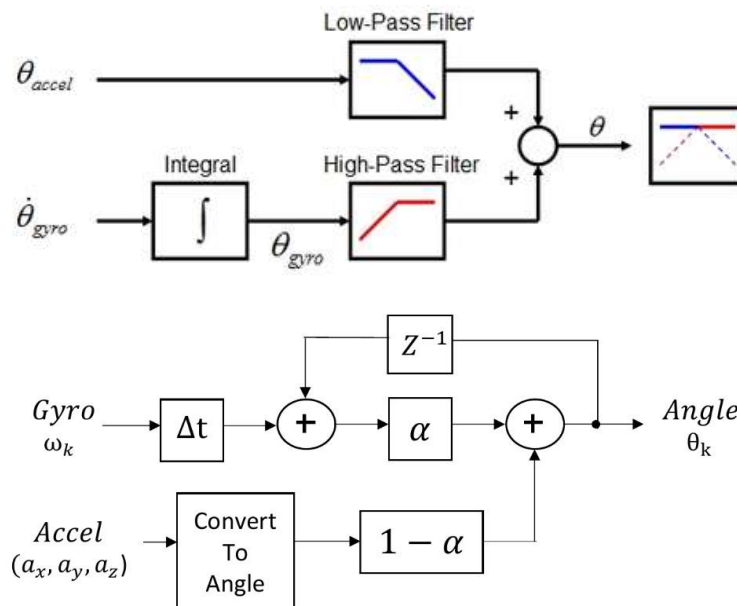 Low-Pass Filter
θ_accel
+
θ
Integral
High-Pass Filter
+
θ̇_gyro
∫
θ_gyro
Z⁻¹
Gyro
ω_k
Δt
+
α
+
Angle
θ_k
Accel
(a_x, a_y, a_z)
Convert
To
Angle
1 − α